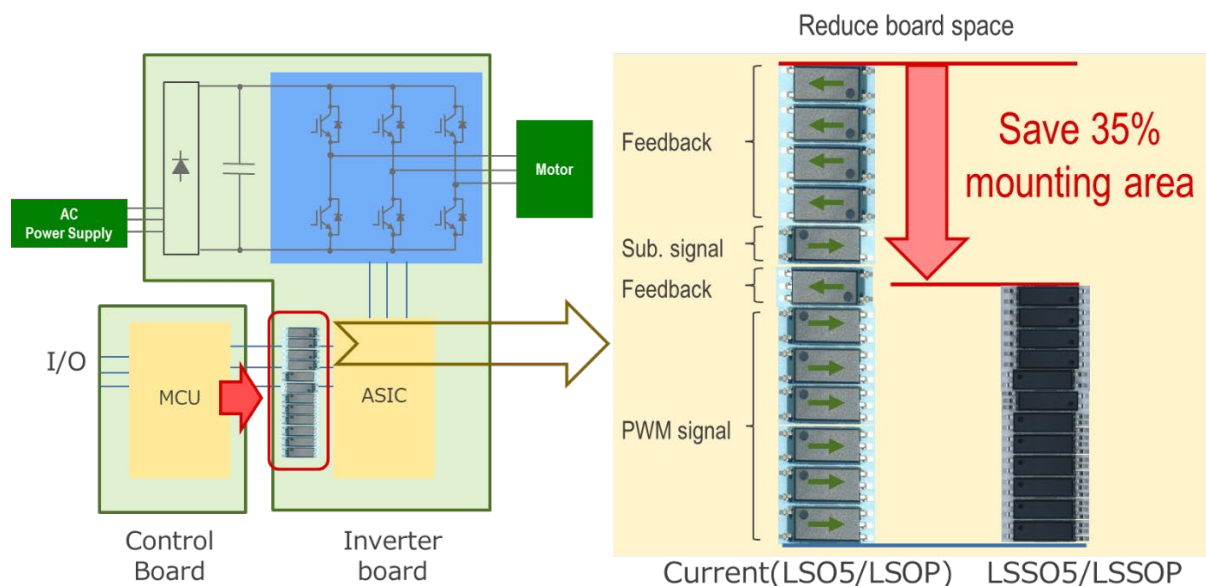 Reduce board space
Feedback
Sub. signal
Feedback
PWM signal
Save 35%
mounting area
Current(LSO5/LSOP)
LSSO5/LSSOP
AC
Power Supply
Motor
I/O
MCU
ASIC
Control
Board
Inverter
board